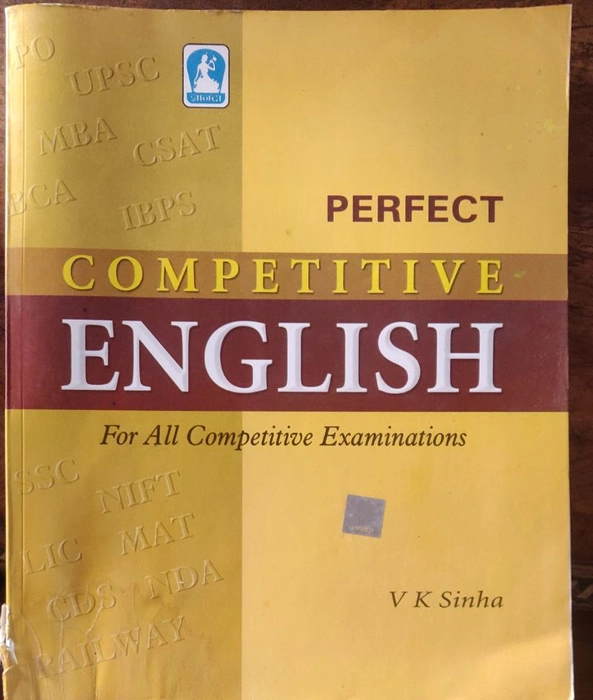 PO
UPSC
MBA
CSAT
BCA
IBPS
PERFECT
COMPETITIVE
ENGLISH
For All Competitive Examinations
SSC
NIFT
LIC
MAT
CDS
NDA
RAILWAY
V K Sinha